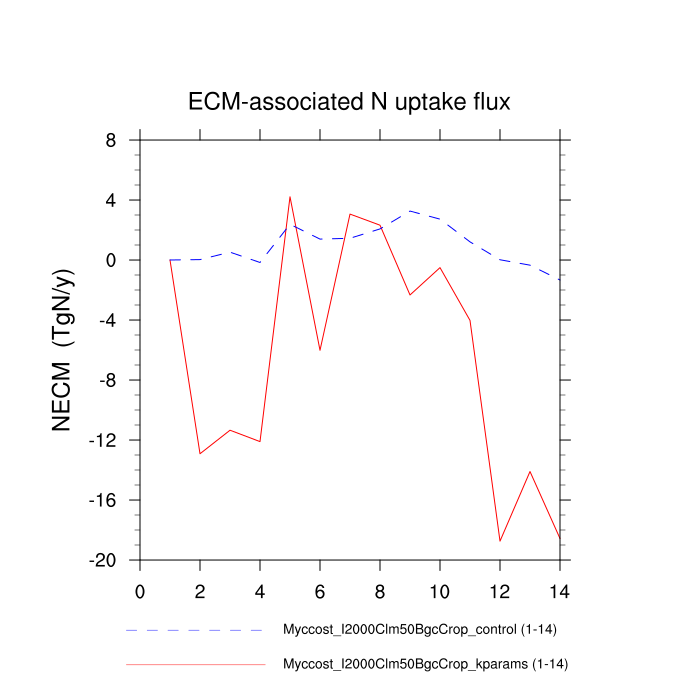 ECM-associated N uptake flux
8
4
0
-4
-8
-12
-16
-20
NECM (TgN/y)
0 2 4 6 8 10 12 14
Myccost_I2000Clm50BgcCrop_control (1-14)
Myccost_I2000Clm50BgcCrop_kparams (1-14)